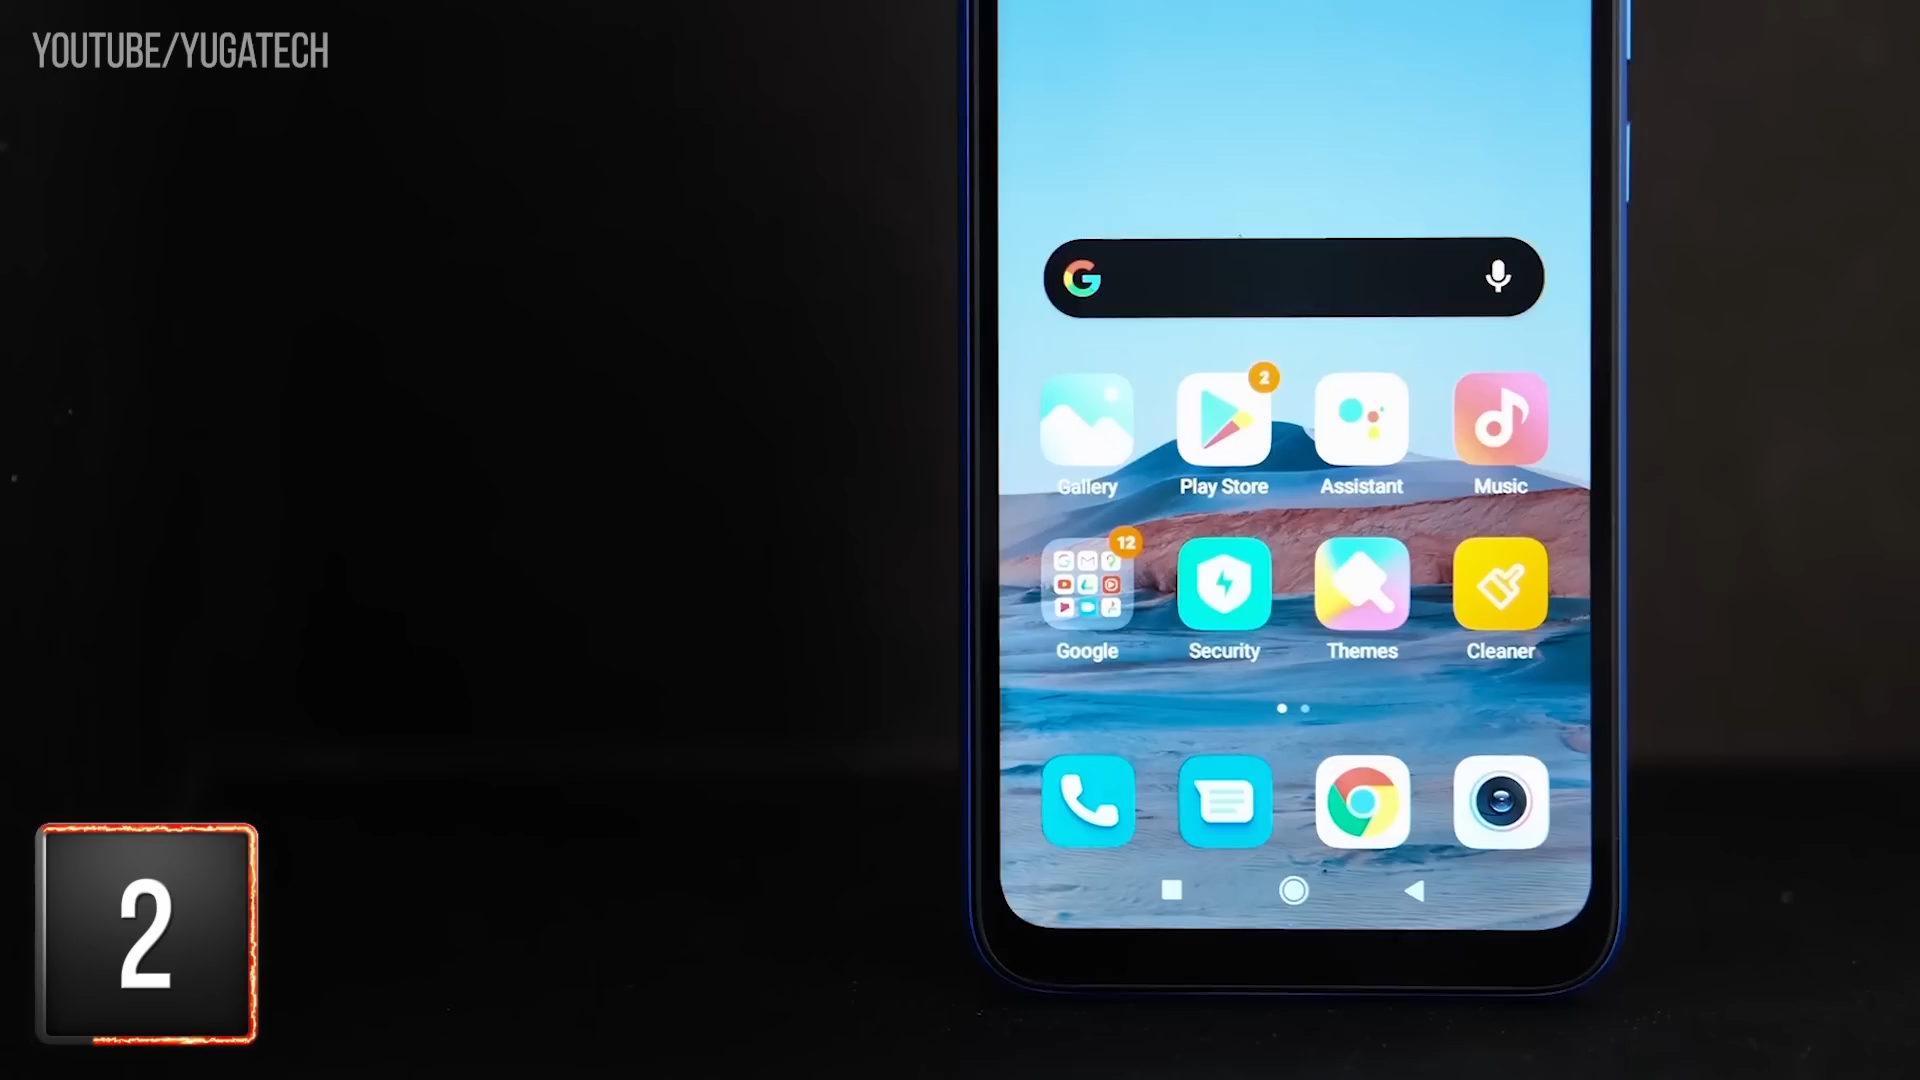 YOUTUBE/YUGATECH
G
2
Gallery
Play Store
Assistant
Music
12
Google
Security
Themes
Cleaner
2